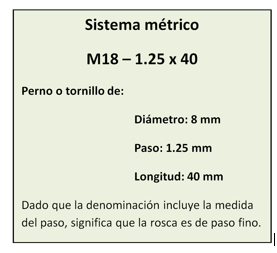 Sistema métrico
M18 – 1.25 x 40
Perno o tornillo de:
Diámetro: 8 mm
Paso: 1.25 mm
Longitud: 40 mm
Dado que la denominación incluye la medida
del paso, significa que la rosca es de paso fino.